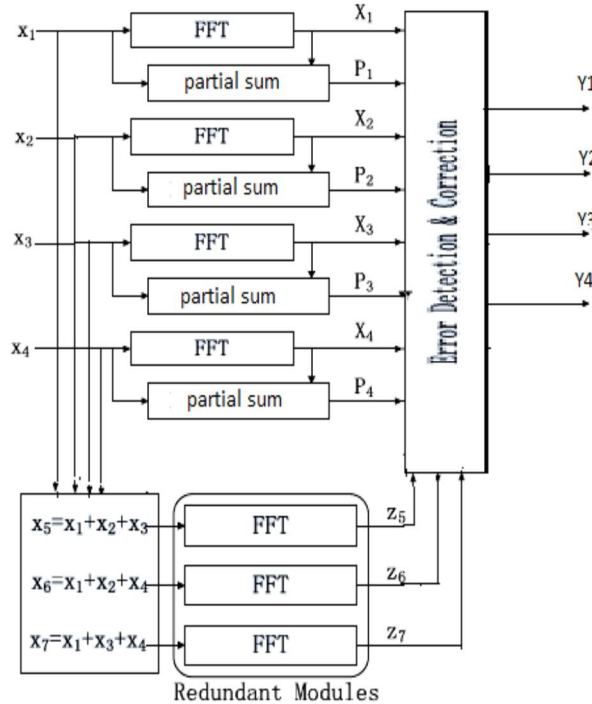 x₁ FFT X₁
partial sum P₁
x₂ FFT X₂
partial sum P₂
x₃ FFT X₃
partial sum P₃
x₄ FFT X₄
partial sum P₄
Error Detection & Correction
Y1
Y2
Y3
Y4
x₅=x₁+x₂+x₃ FFT z₅
x₆=x₁+x₂+x₄ FFT z₆
x₇=x₁+x₃+x₄ FFT z₇
Redundant Modules